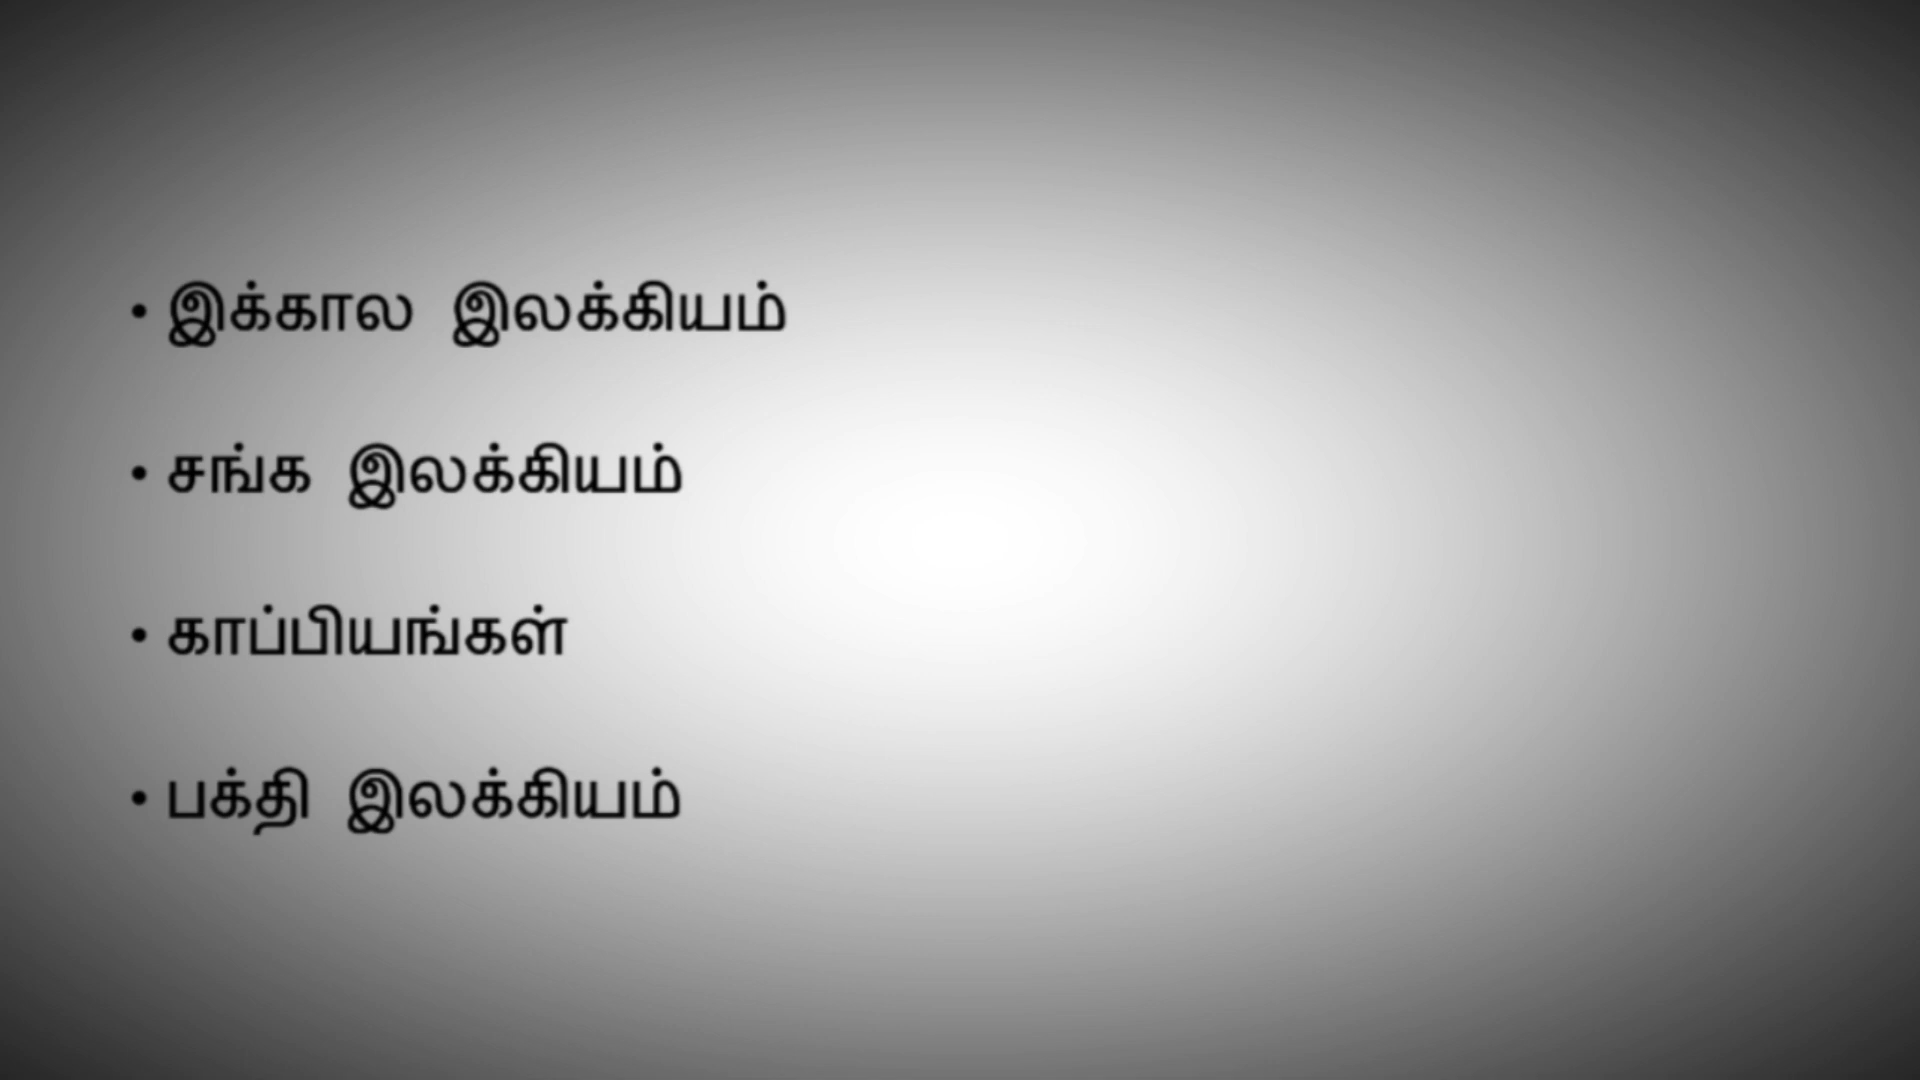 • இக்கால இலக்கியம்
• சங்க இலக்கியம்
• காப்பியங்கள்
• பக்தி இலக்கியம்